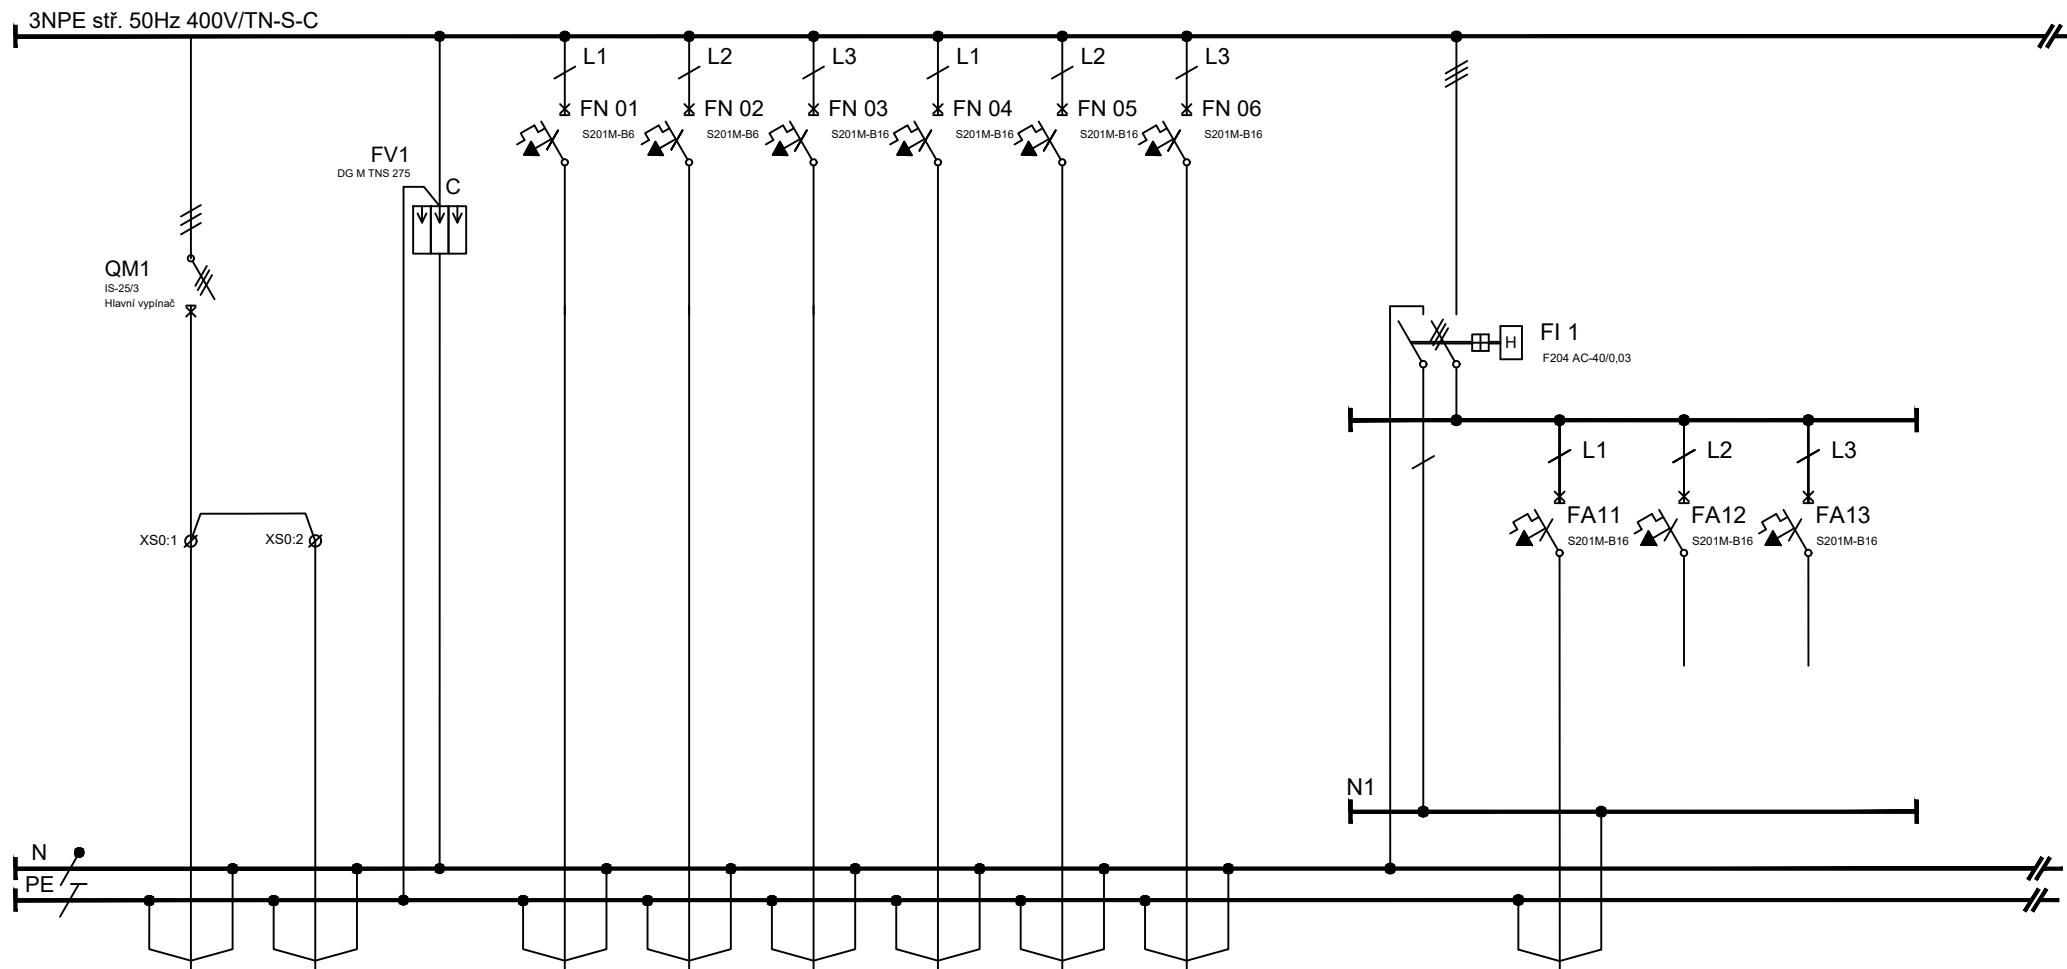 3NPE stř. 50Hz 400V/TN-S-C
L1 L2 L3 L1 L2 L3
FN 01 FN 02 FN 03 FN 04 FN 05 FN 06
S201M-B6 S201M-B6 S201M-B16 S201M-B16 S201M-B16 S201M-B16
FV1
DG M TNS 275
C
QM1
IS-25/3
Hlavní vypínač
H
FI 1
F204 AC-40/0,03
L1 L2 L3
FA11 FA12 FA13
S201M-B16 S201M-B16 S201M-B16
XS0:1 XS0:2
N1
N
PE